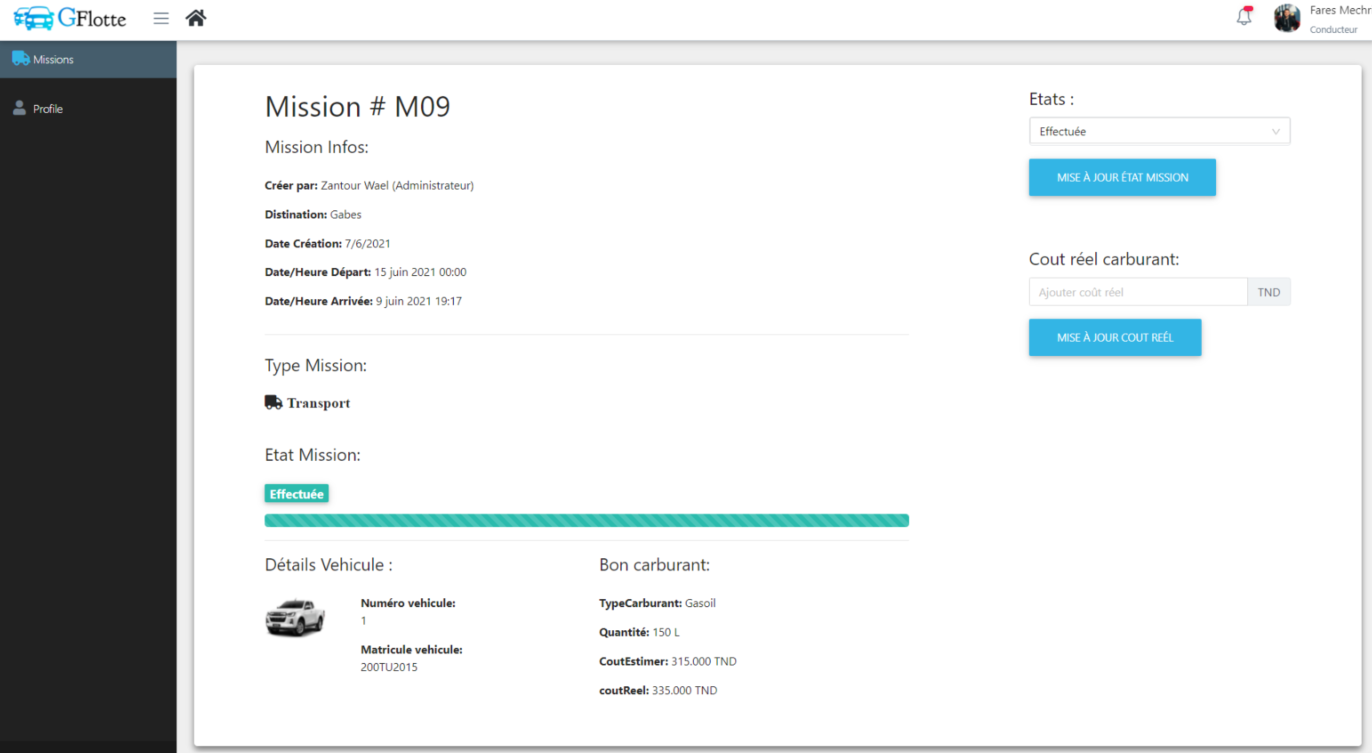 GFlotte
Fares Mechr
Conducteur
Missions
Profile
Mission # M09
Mission Infos:
Créer par: Zantour Wael (Administrateur)
Distination: Gabes
Date Création: 7/6/2021
Date/Heure Départ: 15 juin 2021 00:00
Date/Heure Arrivée: 9 juin 2021 19:17
Type Mission:
Transport
Etat Mission:
Effectuée
Détails Vehicule :
Numéro vehicule:
1
Matricule vehicule:
200TU2015
Bon carburant:
TypeCarburant: Gasoil
Quantité: 150 L
CoutEstimer: 315.000 TND
coutReel: 335.000 TND
Etats :
Effectuée
MISE À JOUR ÉTAT MISSION
Cout réel carburant:
Ajouter coût réel TND
MISE À JOUR COUT REÉL